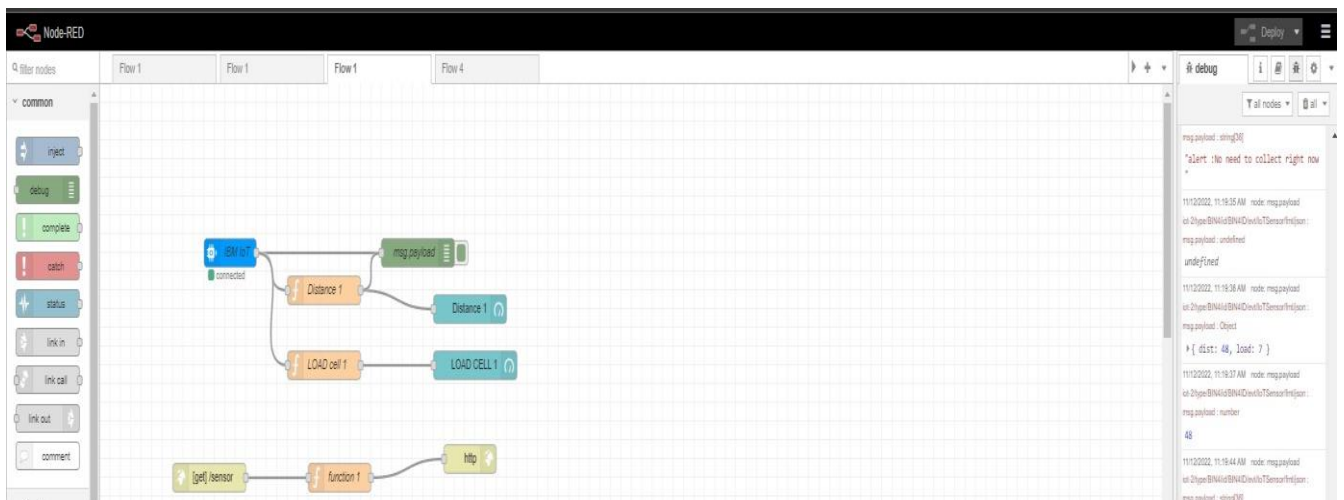 Node-RED
Deploy
filter nodes
Flow 1
Flow 1
Flow 1
Flow 4
debug
i
common
all nodes
all
inject
debug
complete
catch
status
link in
link call
link out
comment
IBM IoT
connected
msg.payload
Distance 1
Distance 1
LOAD cell 1
LOAD CELL 1
[get] /sensor
function 1
http
msg.payload : string[36]
"alert :No need to collect right now
"
11/12/2022, 11:19:35 AM node: msg.payload
msg.payload : undefined
undefined
11/12/2022, 11:19:36 AM node: msg.payload
msg.payload : Object
{ dist: 48, load: 7 }
11/12/2022, 11:19:37 AM node: msg.payload
msg.payload : number
48
11/12/2022, 11:19:44 AM node: msg.payload
msg.payload : string[36]